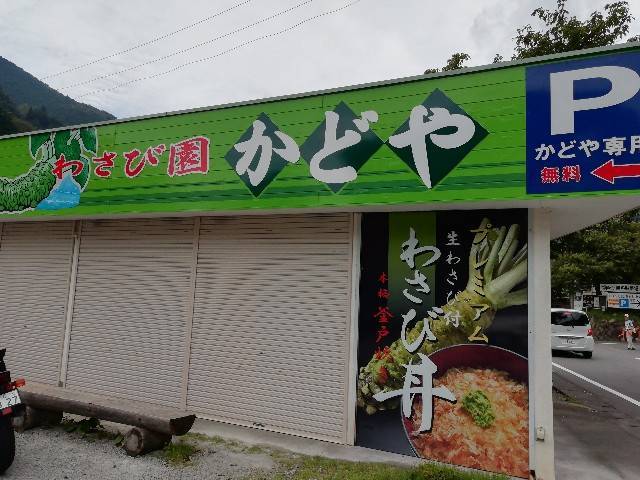 わさび園 かどや
P
かどや専用
無料
プレミアム
生わさび付
わさび丼